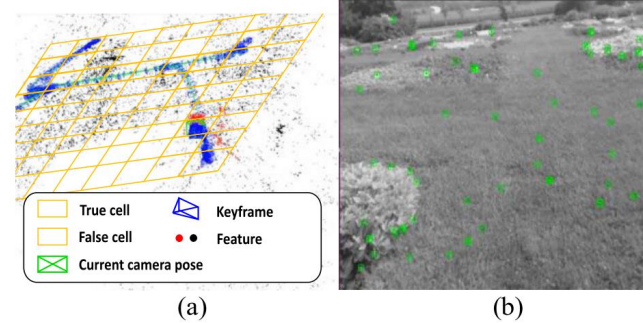 True cell
Keyframe
False cell
Feature
Current camera pose
(a)
(b)